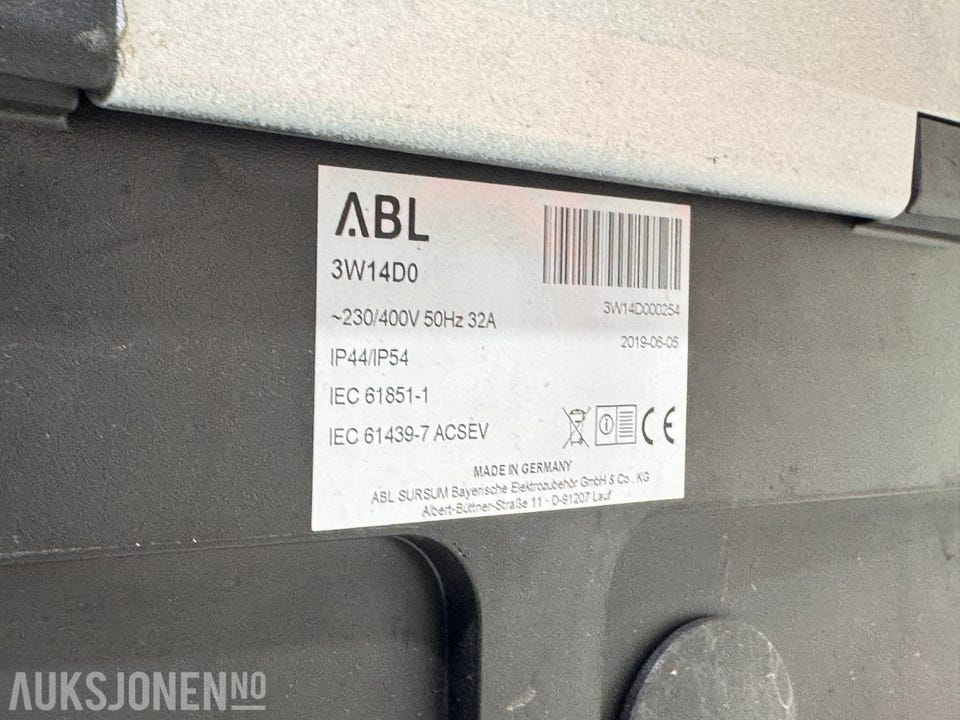 ABL
3W14D0
~230/400V 50Hz 32A
IP44/IP54
IEC 61851-1
IEC 61439-7 ACSEV
3W14D000254
2019-06-05
CE
MADE IN GERMANY
ABL SURSUM Bayerische Elektrozubehör GmbH & Co. KG
Albert-Büttner-Straße 11 · D-91207 Lauf
AUKSJONEN.NO